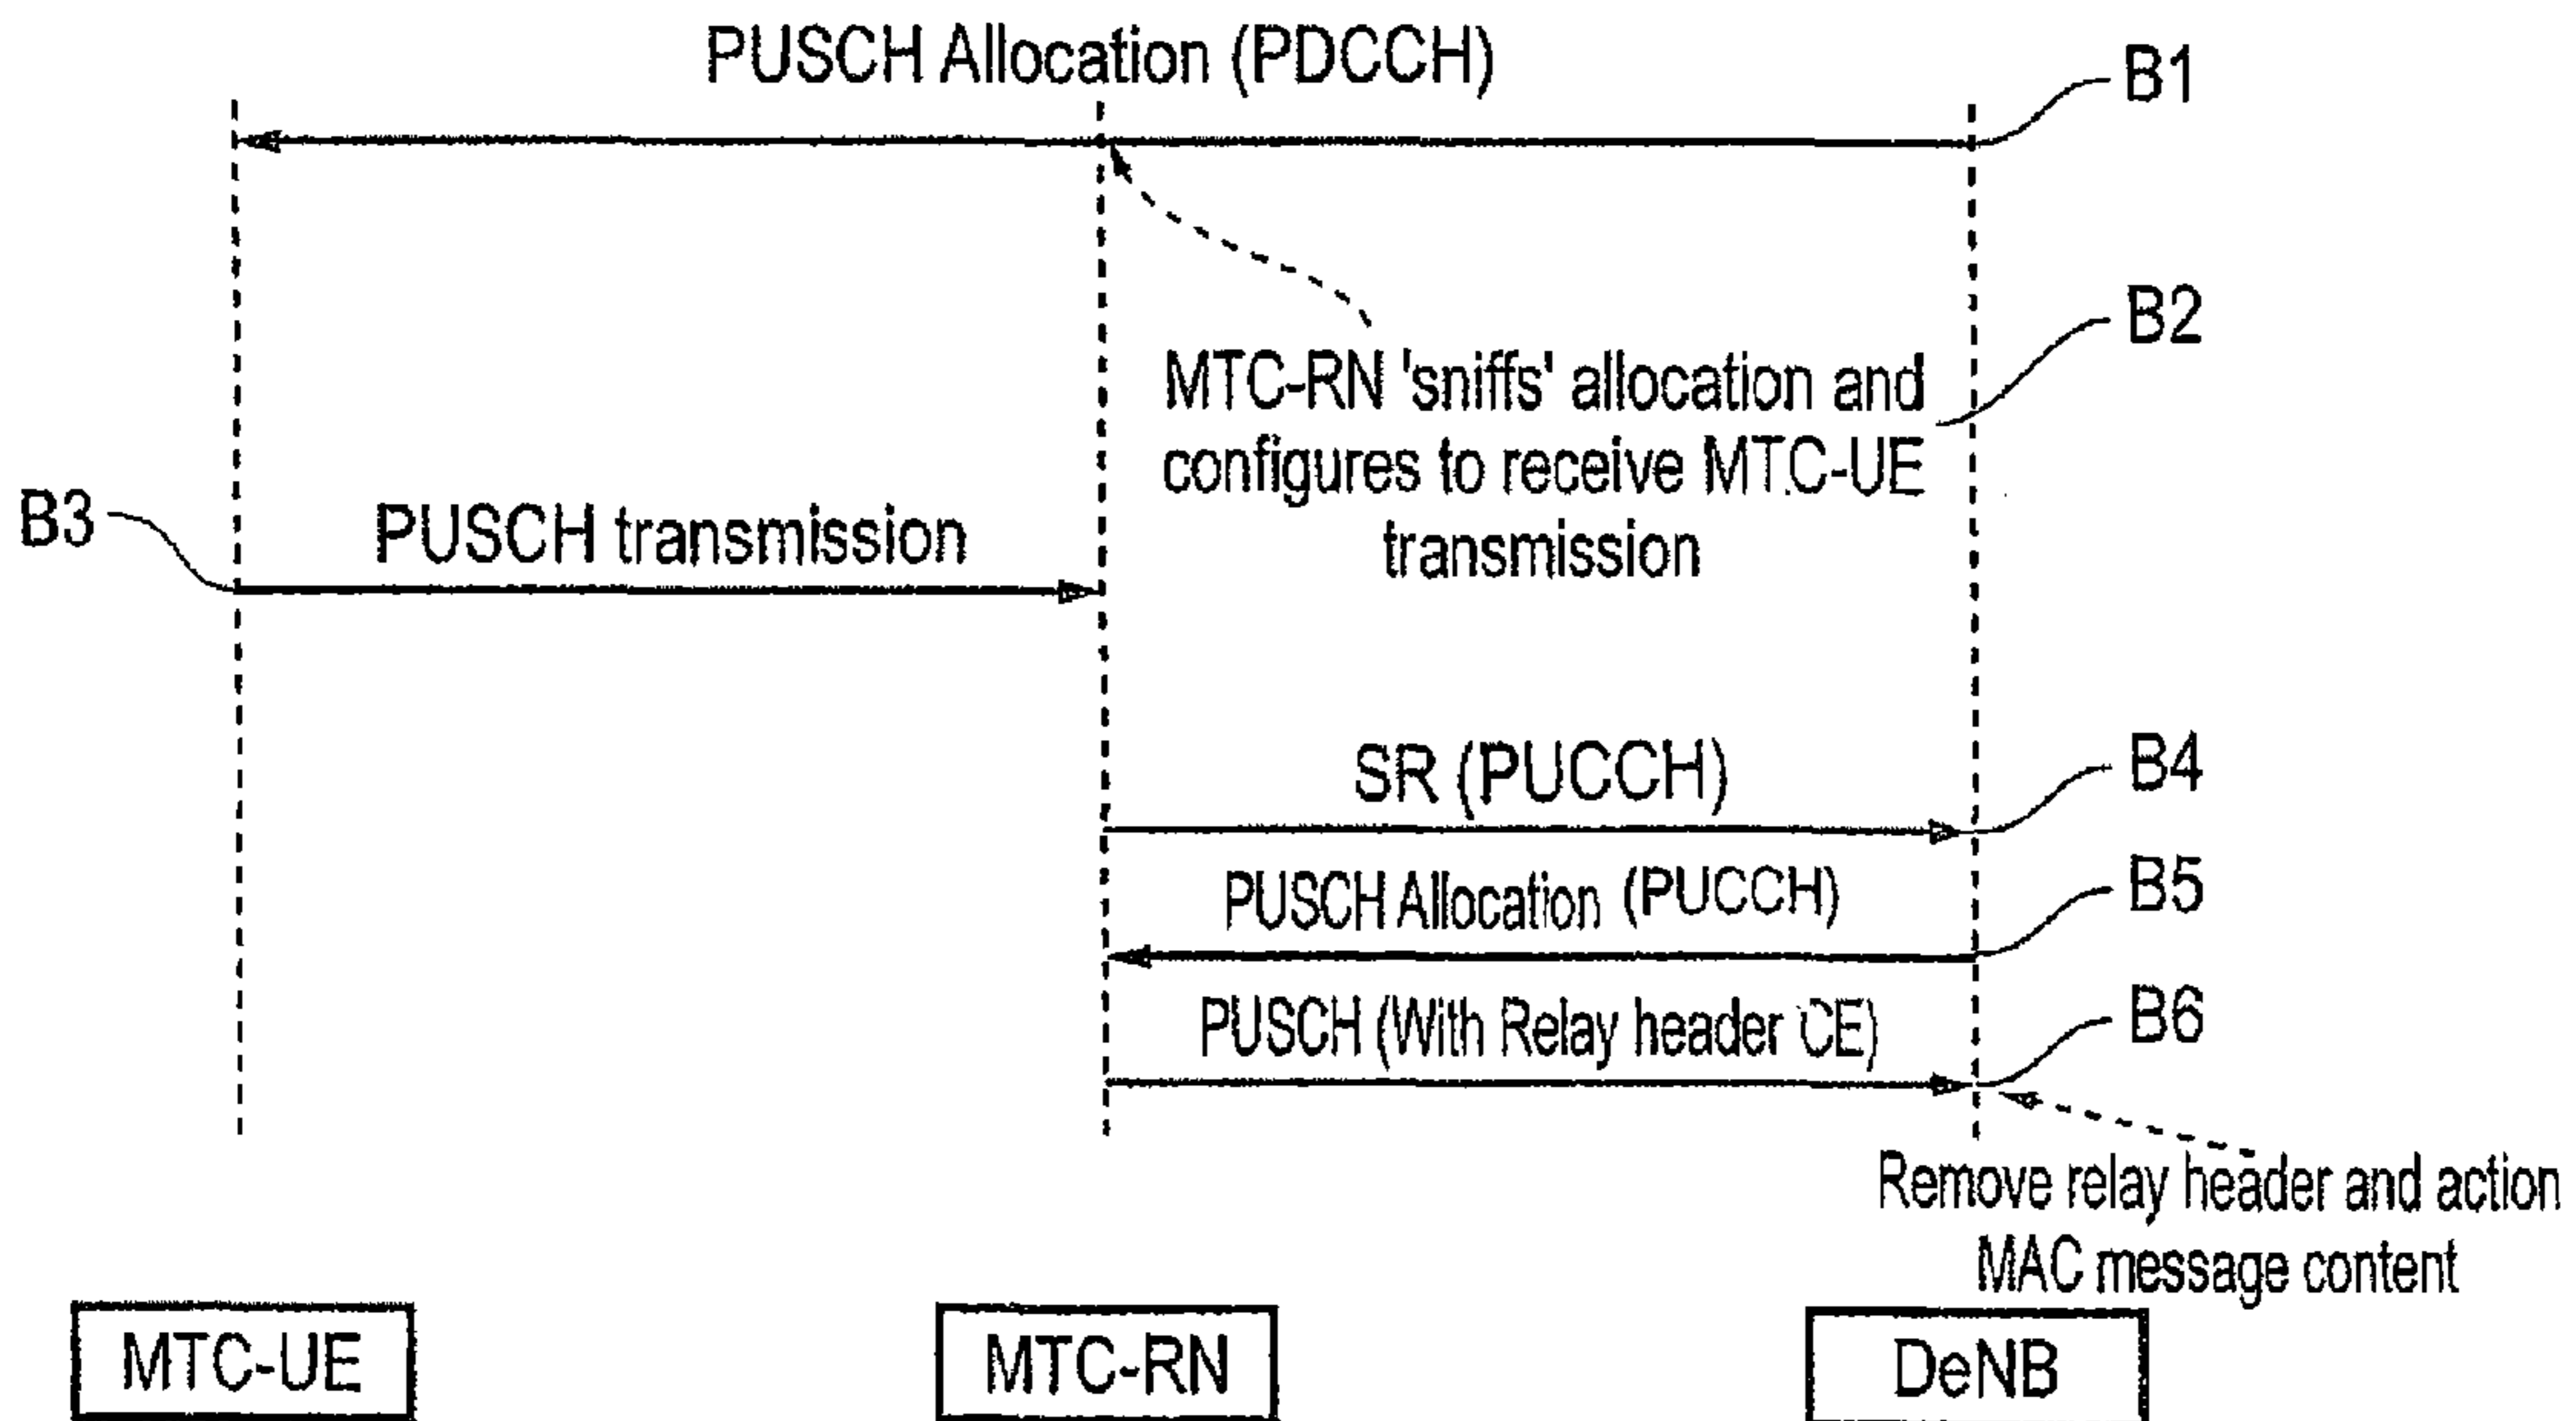 PUSCH Allocation (PDCCH)
B1
B2
MTC-RN 'sniffs' allocation and
configures to receive MTC-UE
transmission
B3
PUSCH transmission
SR (PUCCH)
B4
PUSCH Allocation (PUCCH)
B5
PUSCH (With Relay header CE)
B6
Remove relay header and action
MAC message content
MTC-UE
MTC-RN
DeNB